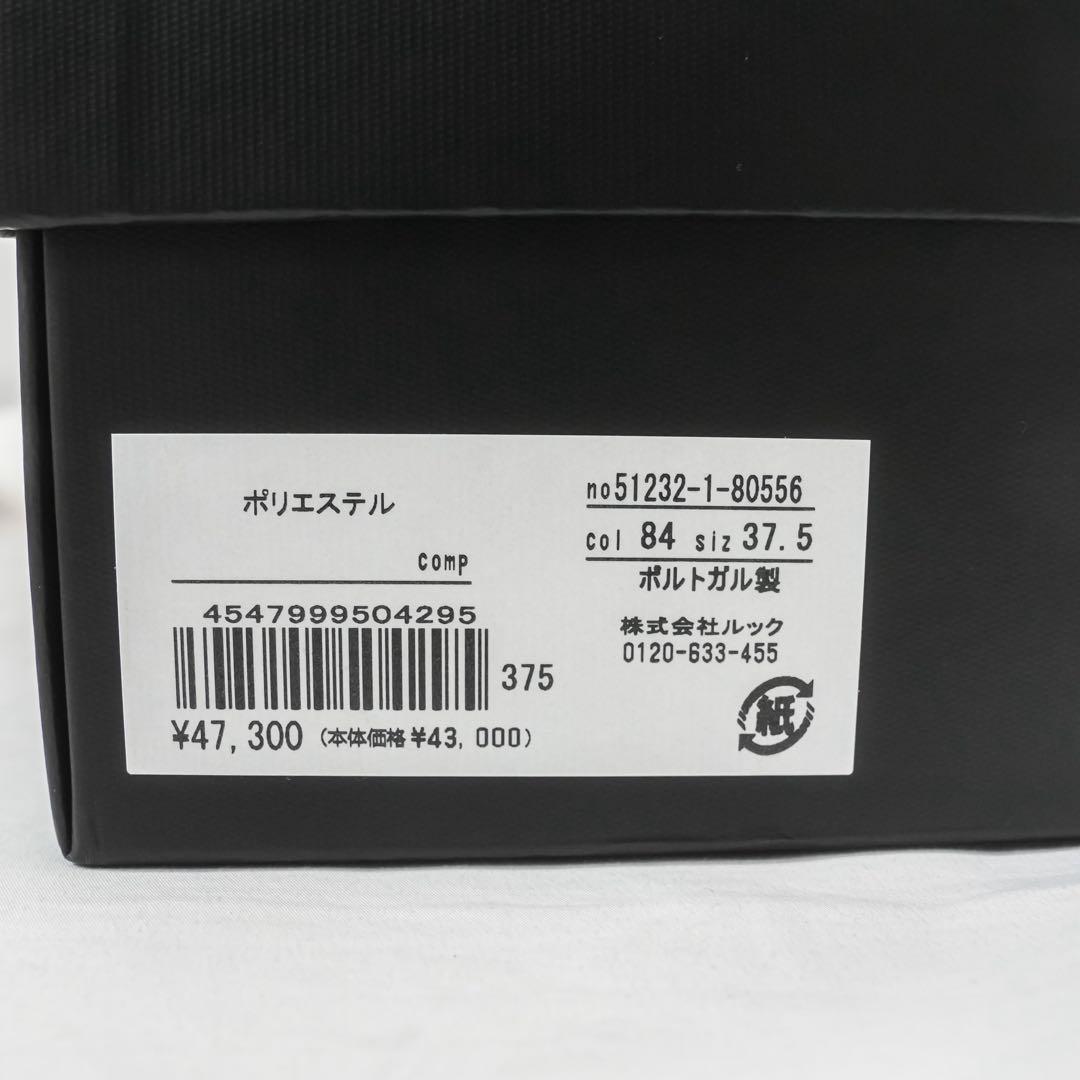 ポリエステル
comp
4547999504295
375
¥47,300 (本体価格¥43,000)
no51232-1-80556
col 84 siz 37.5
ポルトガル製
株式会社ルック
0120-633-455
紙